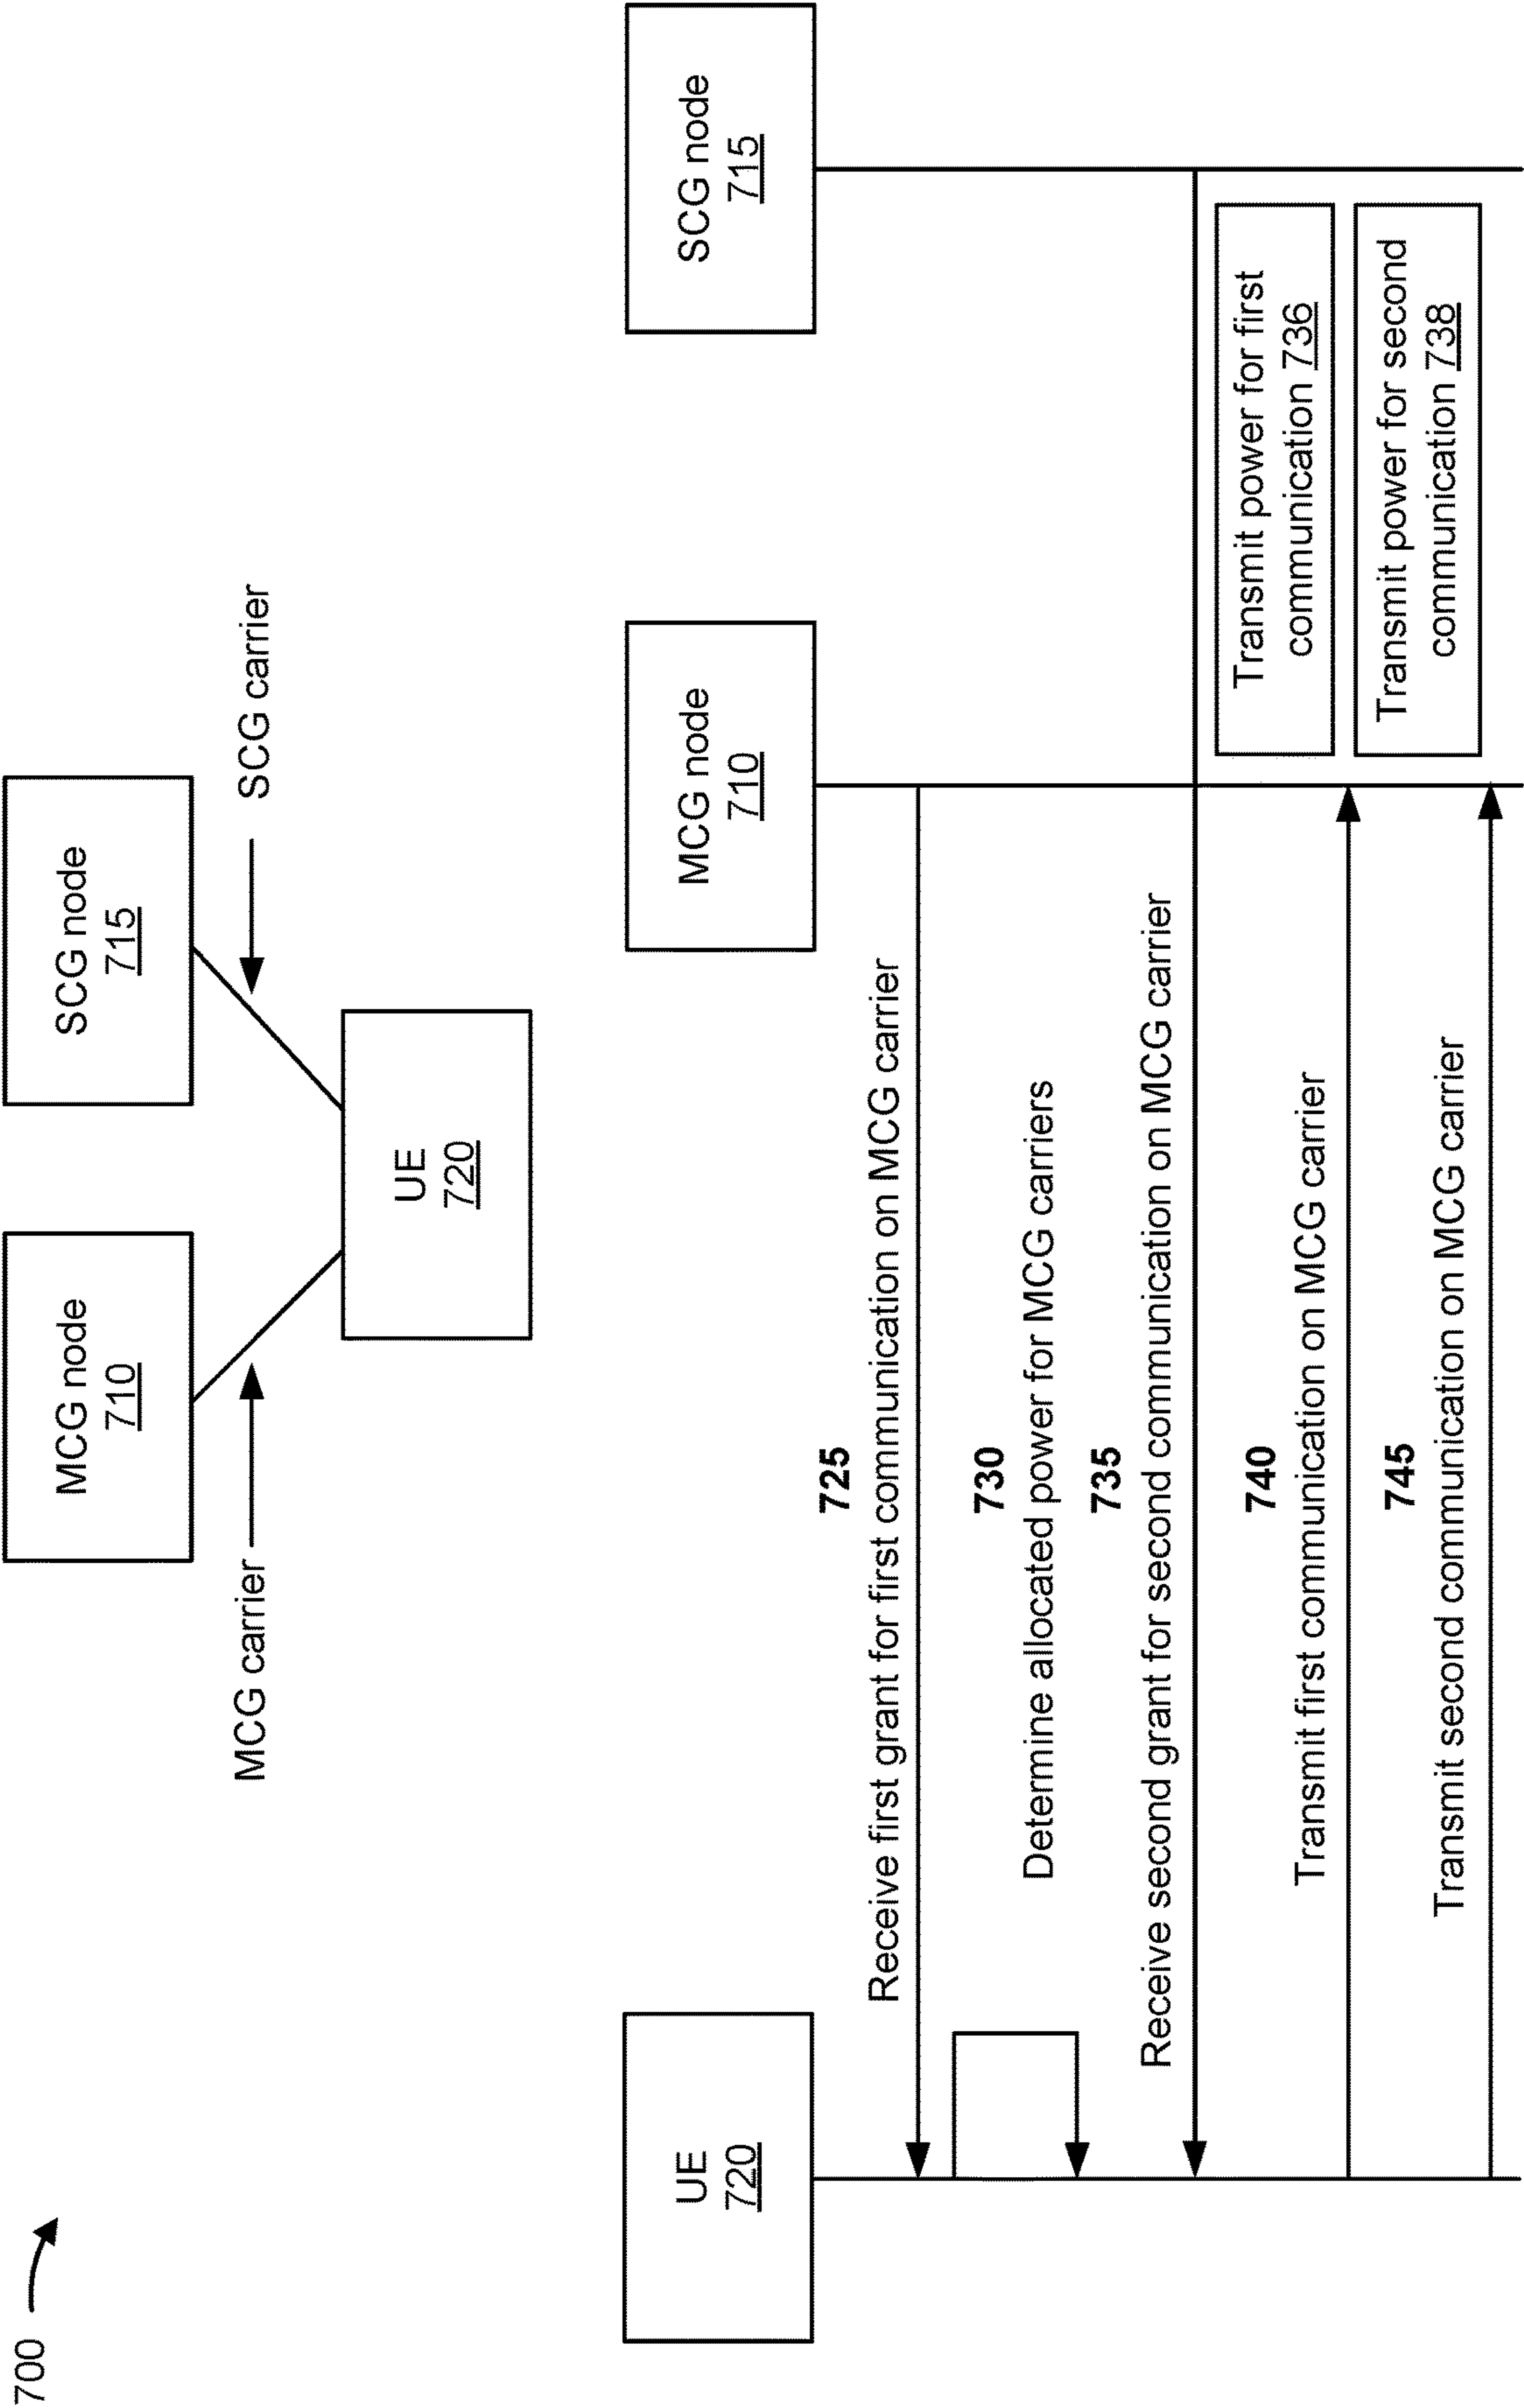 700
MCG node
710
SCG node
715
MCG carrier
SCG carrier
UE
720
UE
720
MCG node
710
SCG node
715
725
Receive first grant for first communication on MCG carrier
730
Determine allocated power for MCG carriers
735
Receive second grant for second communication on MCG carrier
Transmit power for first
communication 736
740
Transmit first communication on MCG carrier
Transmit power for second
communication 738
745
Transmit second communication on MCG carrier